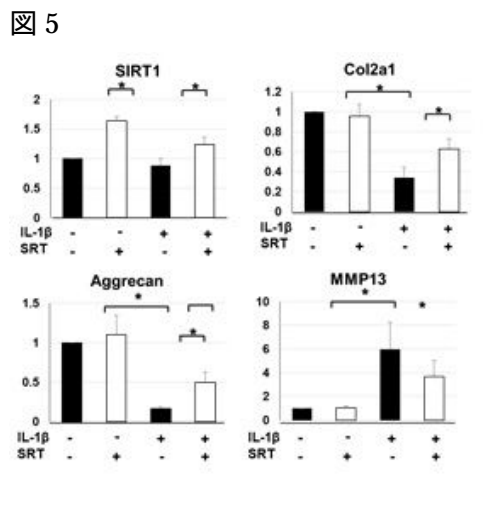 図 5
SIRT1
*
*
2
1.5
1
0.5
0
IL-1β - - + +
SRT - + - +
Col2a1
*
*
1.2
1
0.8
0.6
0.4
0.2
0
IL-1β - - + +
SRT - + - +
Aggrecan
*
*
1.5
1
0.5
0
IL-1β - - + +
SRT - + - +
MMP13
*
*
10
8
6
4
2
0
IL-1β - - + +
SRT - + - +